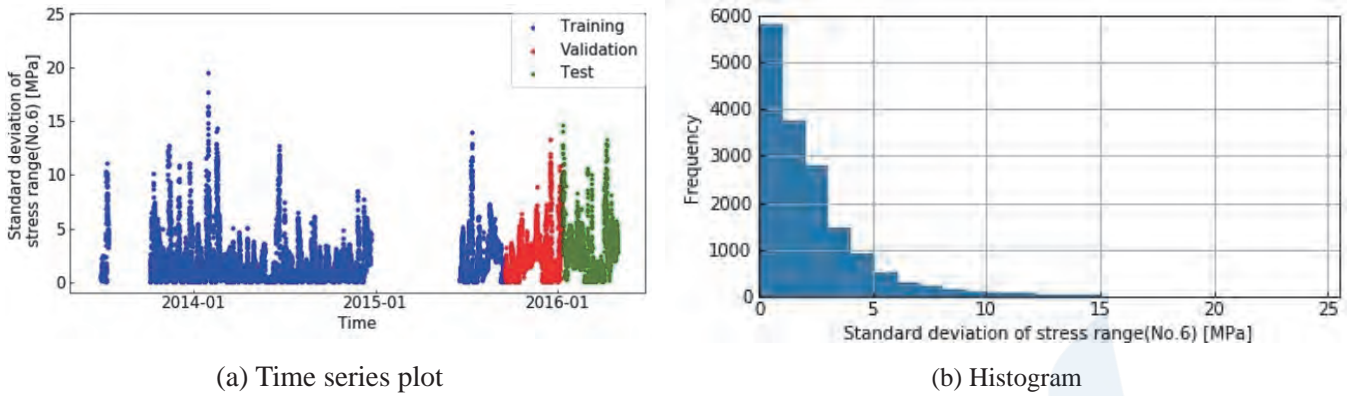 25
20
15
10
5
0
Standard deviation of
stress range(No.6) [MPa]
Training
Validation
Test
2014-01
2015-01
2016-01
Time
(a) Time series plot
6000
5000
4000
3000
2000
1000
0
Frequency
0
5
10
15
20
25
Standard deviation of stress range(No.6) [MPa]
(b) Histogram